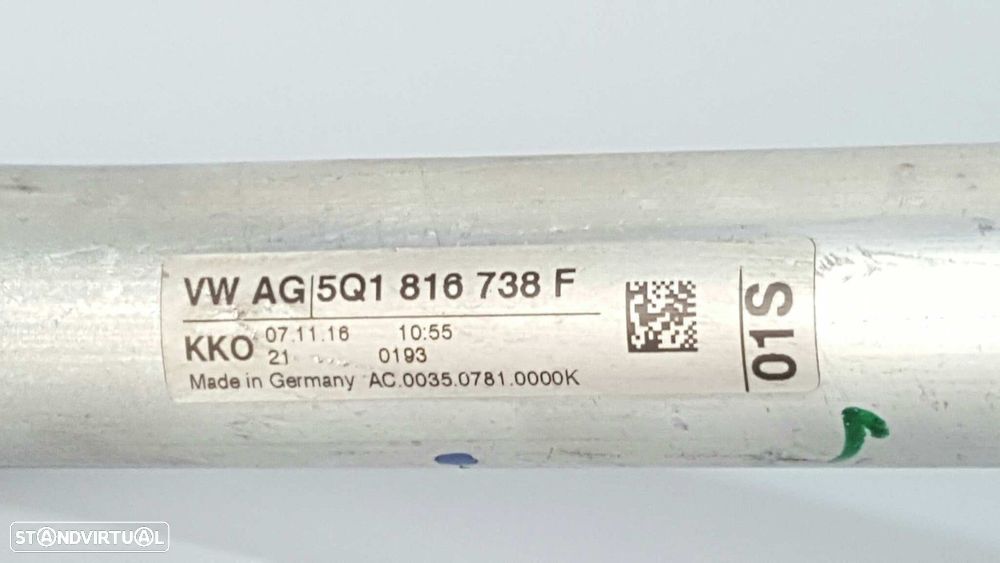 VW AG|5Q1 816 738 F
KKO 07.11.16 10:55
21 0193
Made in Germany AC.0035.0781.0000K
01S
STANDVIRTUAL